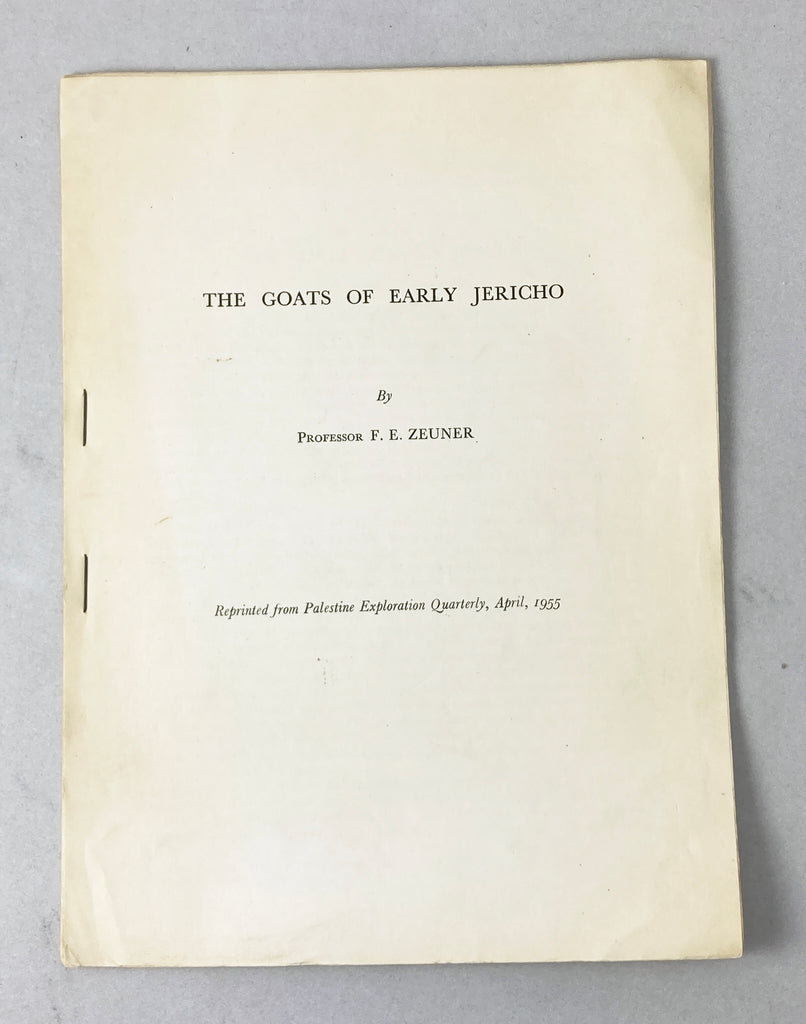 THE GOATS OF EARLY JERICHO
By
PROFESSOR F. E. ZEUNER
Reprinted from Palestine Exploration Quarterly, April, 1955